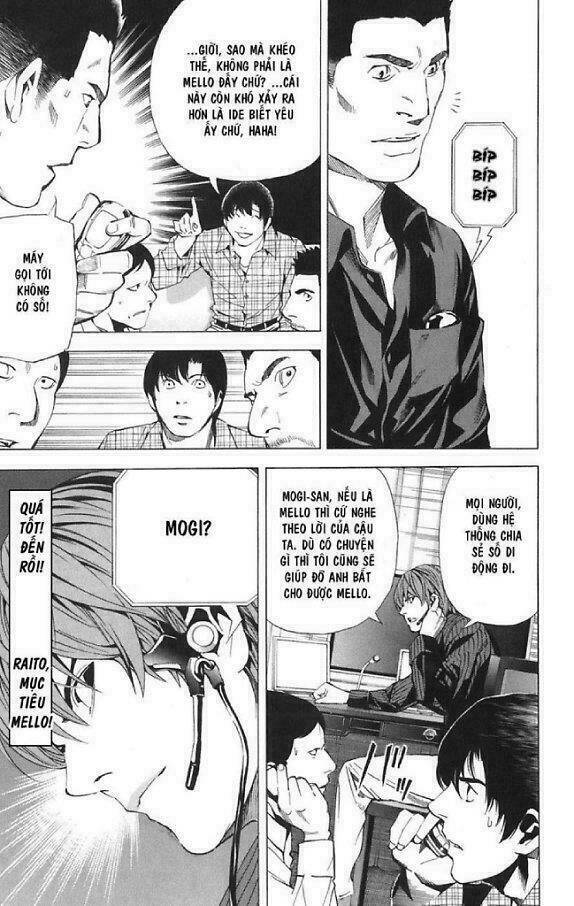 BÍP
BÍP
BÍP
...GIỜI, SAO MÀ KHÉO
THẾ, KHÔNG PHẢI LÀ
MELLO ĐẤY CHỨ? ...CÁI
NÀY CÒN KHÓ XẢY RA
HƠN LÀ IDE BIẾT YÊU
ẤY CHỨ, HAHA!
MÁY
GỌI TỚI
KHÔNG
CÓ SỐ!
MỌI NGƯỜI,
DÙNG HỆ
THỐNG CHIA
SẺ SỐ DI
ĐỘNG ĐI.
MOGI-SAN, NẾU LÀ
MELLO THÌ CỨ NGHE
THEO LỜI CỦA CẬU
TA. DÙ CÓ CHUYỆN
GÌ THÌ TÔI CŨNG SẼ
GIÚP ĐỠ ANH BẮT
CHO ĐƯỢC MELLO.
MOGI?
QUÁ
TỐT!
ĐẾN
RỒI!!
RAITO,
MỤC
TIÊU
MELLO!